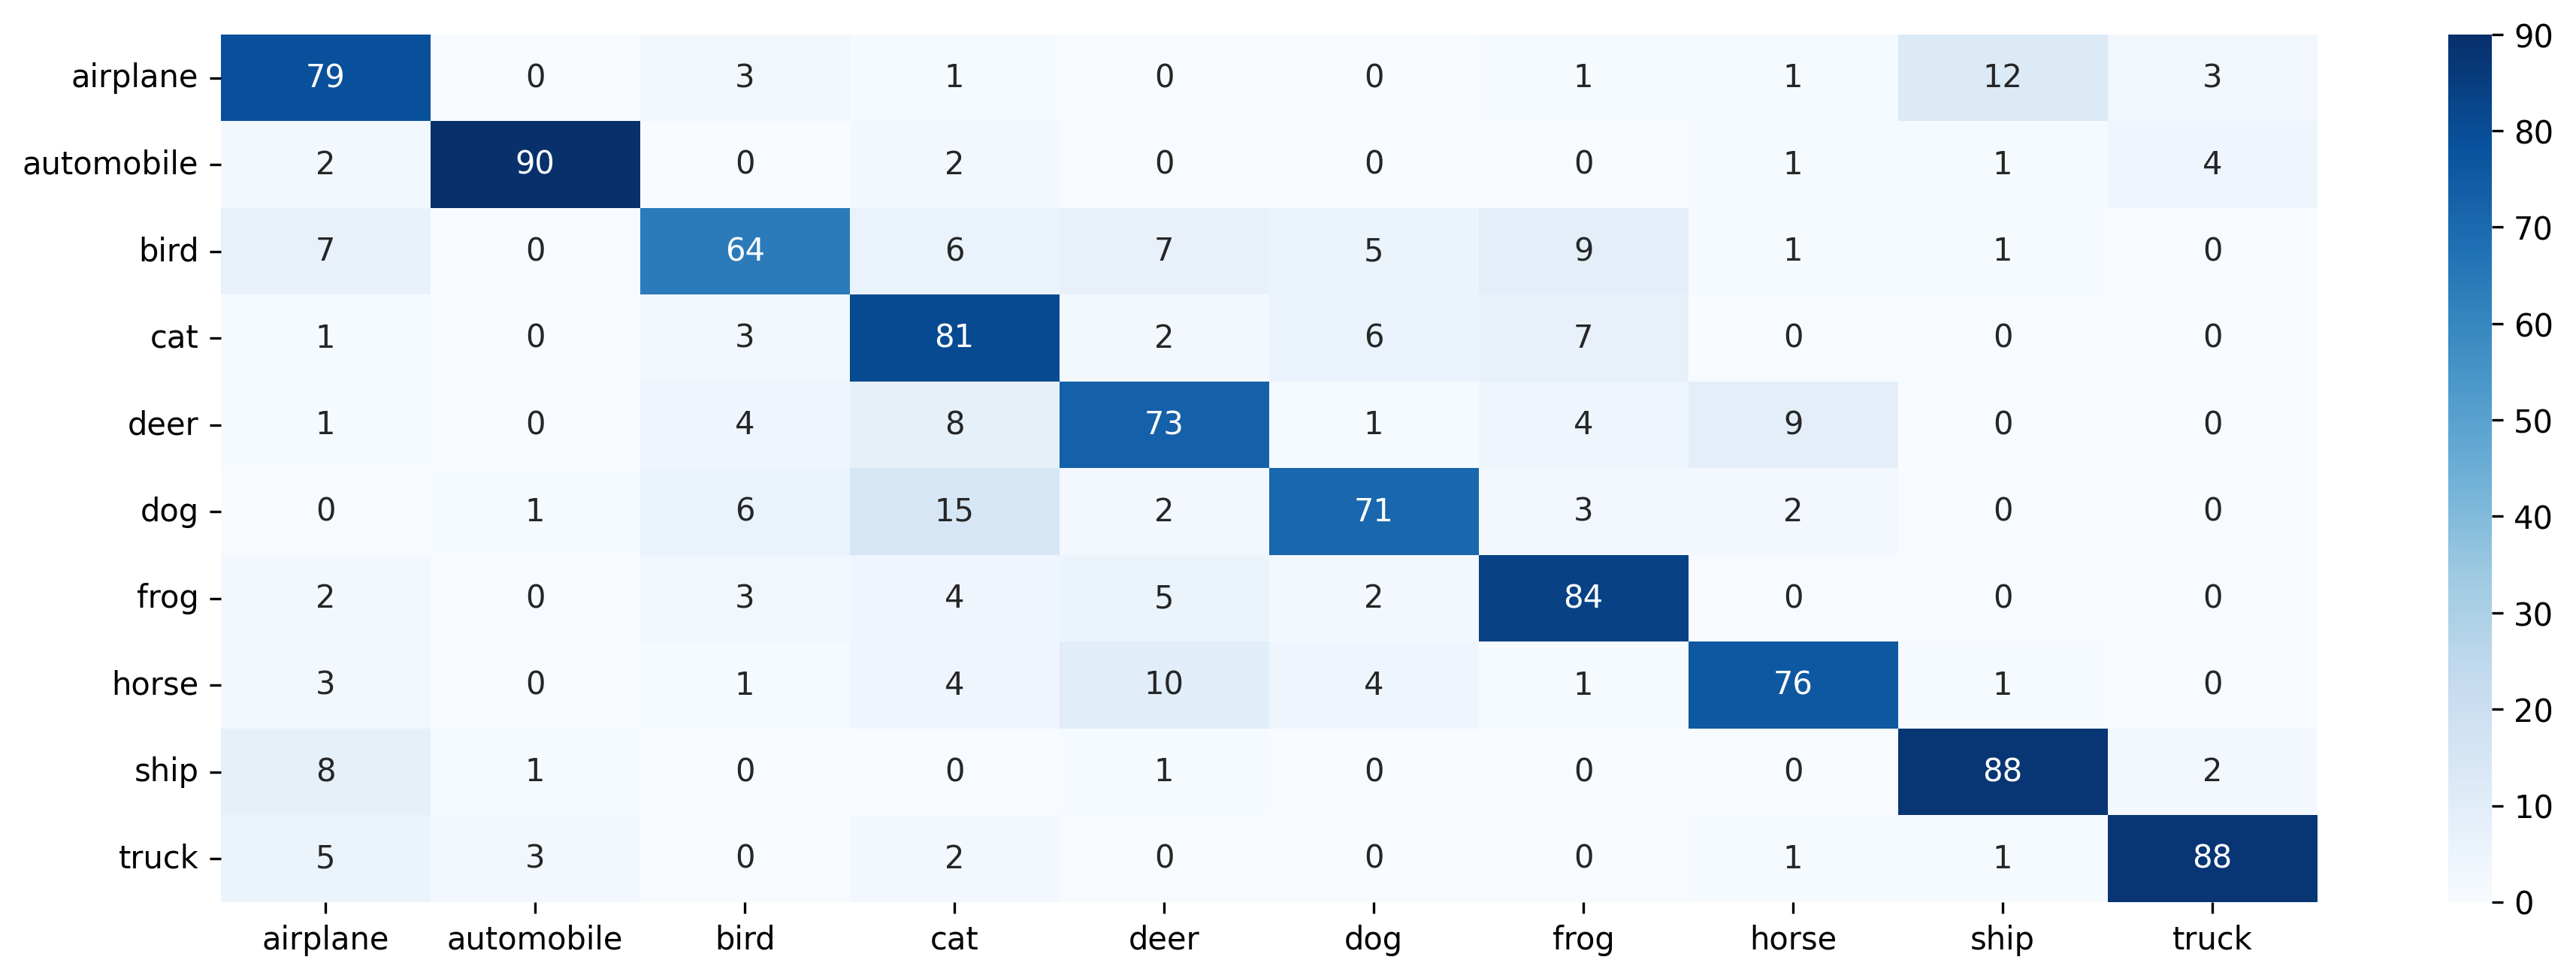 airplane 79 0 3 1 0 0 1 1 12 3
automobile 2 90 0 2 0 0 0 1 1 4
bird 7 0 64 6 7 5 9 1 1 0
cat 1 0 3 81 2 6 7 0 0 0
deer 1 0 4 8 73 1 4 9 0 0
dog 0 1 6 15 2 71 3 2 0 0
frog 2 0 3 4 5 2 84 0 0 0
horse 3 0 1 4 10 4 1 76 1 0
ship 8 1 0 0 1 0 0 0 88 2
truck 5 3 0 2 0 0 0 1 1 88
airplane automobile bird cat deer dog frog horse ship truck
90
80
70
60
50
40
30
20
10
0